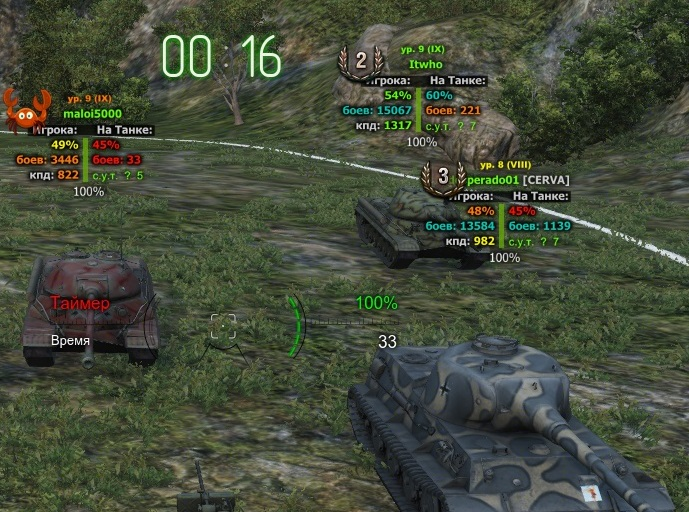 00:16
2
ур. 9 (IX)
Itwho
Игрока: На Танке:
54% 60%
боев: 15067 боев: 221
кпд: 1317 с.у.т. ? 7
100%
ур. 9 (IX)
maloi5000
Игрока: На Танке:
49% 45%
боев: 3446 боев: 33
кпд: 822 с.у.т. ? 5
100%
ур. 8 (VIII)
3
perado01 [CERVA]
Игрока: На Танке:
48% 45%
боев: 13584 боев: 1139
кпд: 982 с.у.т. ? 7
100%
Таймер
100%
Время
33